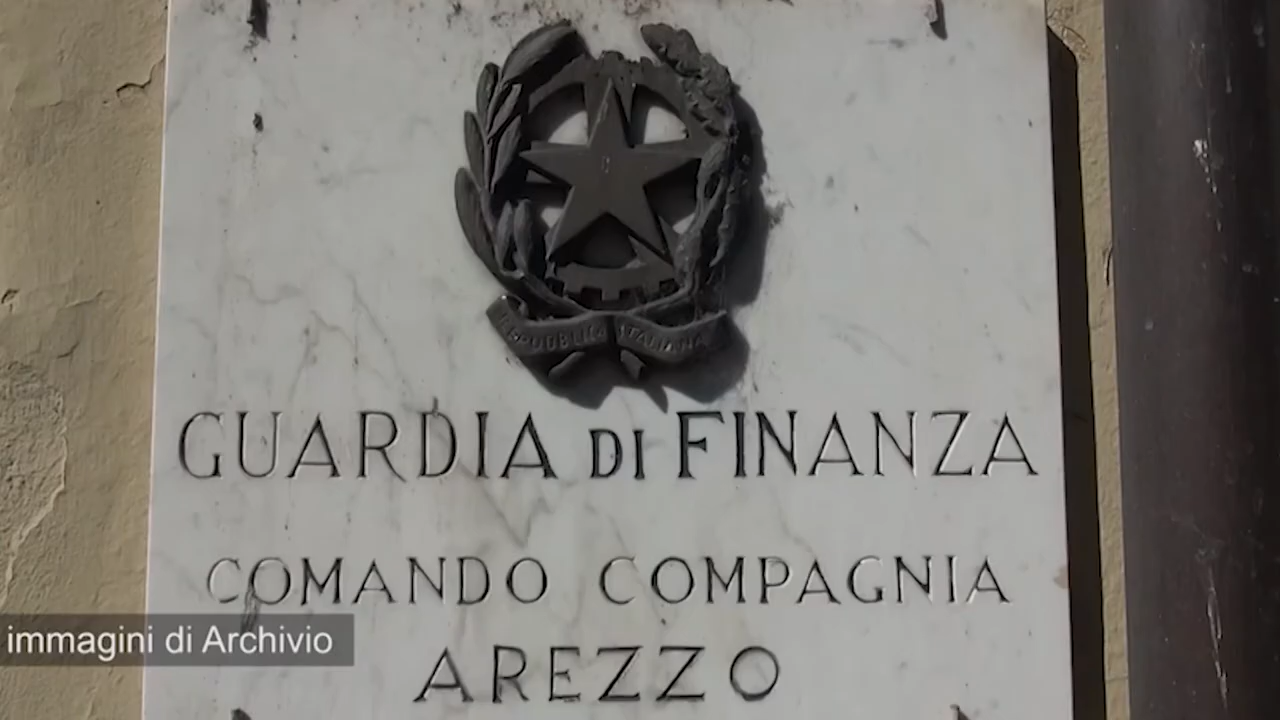 REPUBBLICA ITALIANA
GUARDIA DI FINANZA
COMANDO COMPAGNIA
immagini di Archivio
AREZZO